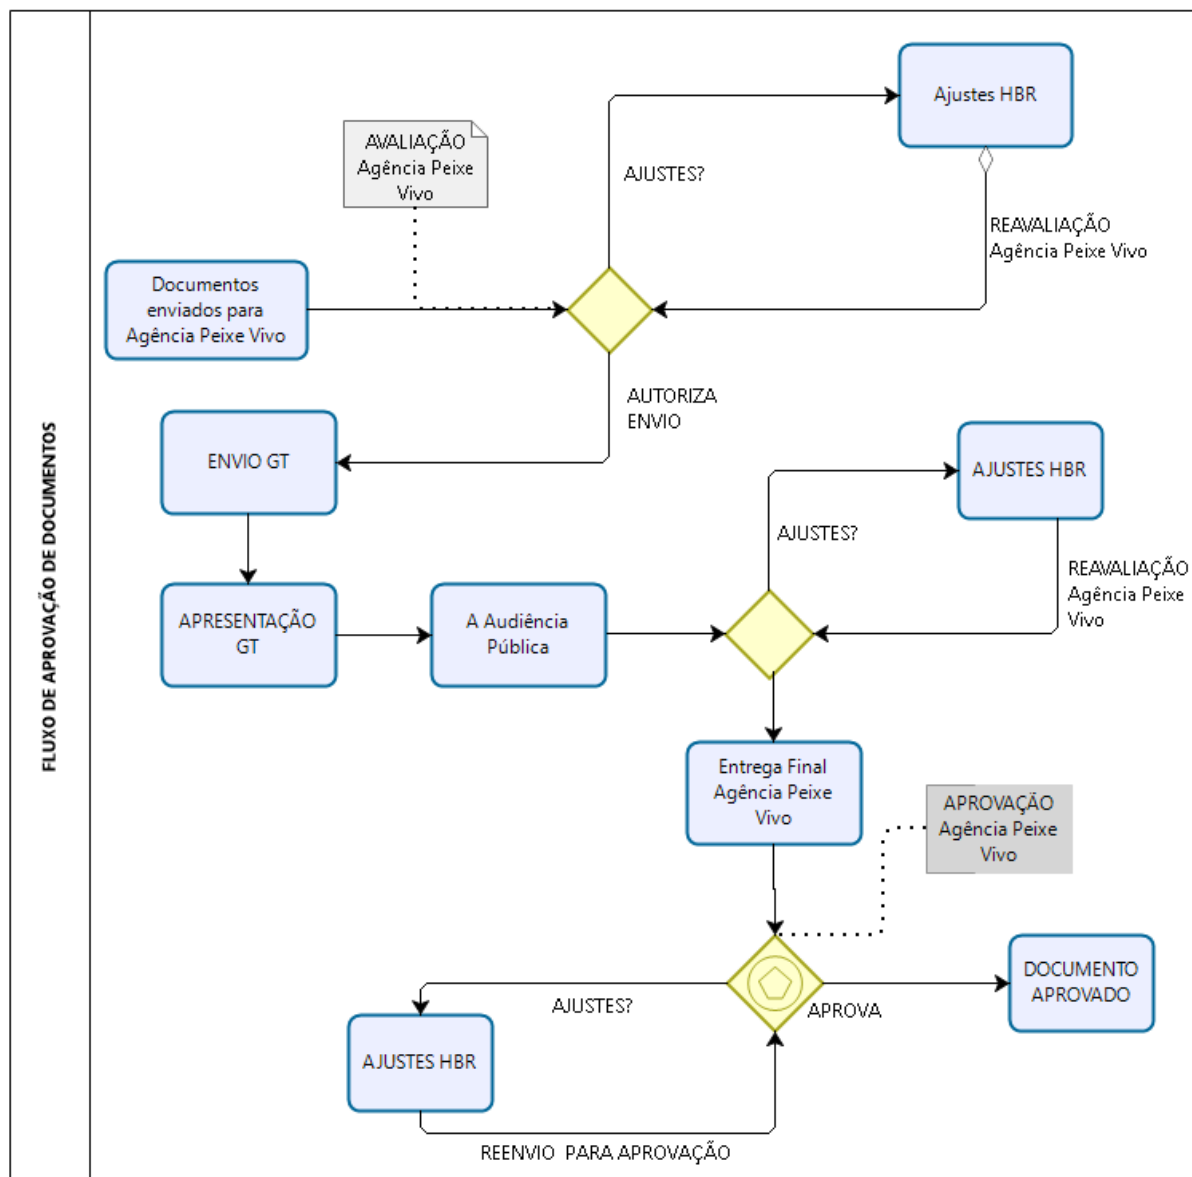 FLUXO DE APROVAÇÃO DE DOCUMENTOS
Ajustes HBR
AVALIAÇÃO
Agência Peixe
Vivo
AJUSTES?
REAVALIAÇÃO
Agência Peixe Vivo
Documentos
enviados para
Agência Peixe Vivo
AUTORIZA
ENVIO
ENVIO GT
AJUSTES HBR
AJUSTES?
REAVALIAÇÃO
Agência Peixe
Vivo
APRESENTAÇÃO
GT
A Audiência
Pública
Entrega Final
Agência Peixe
Vivo
APROVAÇÃO
Agência Peixe
Vivo
DOCUMENTO
APROVADO
AJUSTES?
APROVA
AJUSTES HBR
REENVIO PARA APROVAÇÃO